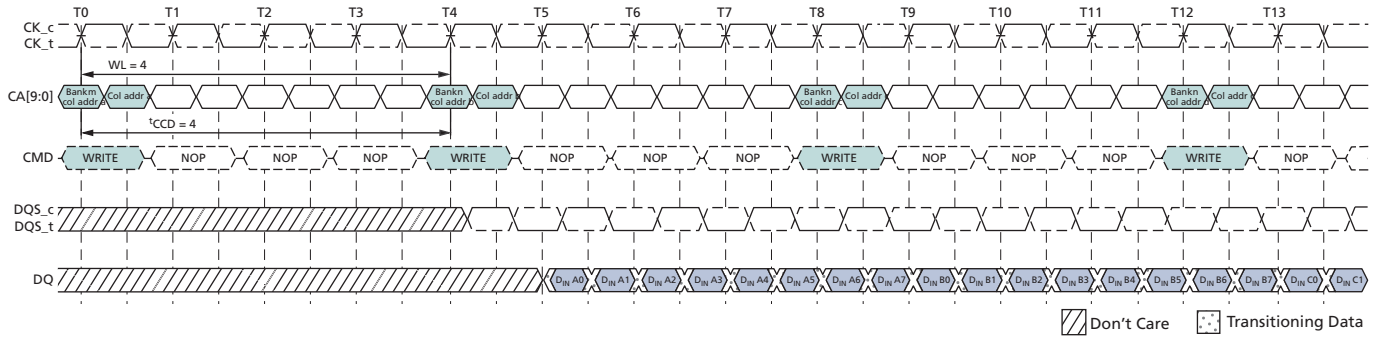 T0 T1 T2 T3 T4 T5 T6 T7 T8 T9 T10 T11 T12 T13
CK_c
CK_t
WL = 4
CA[9:0]
Bankm col addr a Col addr a Bankn col addr b Col addr b Bankn col addr c Col addr c Bankn col addr d Col addr d
tCCD = 4
CMD WRITE NOP NOP NOP WRITE NOP NOP NOP WRITE NOP NOP NOP WRITE NOP
DQS_c
DQS_t
DQ DIN A0 DIN A1 DIN A2 DIN A3 DIN A4 DIN A5 DIN A6 DIN A7 DIN B0 DIN B1 DIN B2 DIN B3 DIN B4 DIN B5 DIN B6 DIN B7 DIN C0 DIN C1
Don't Care Transitioning Data